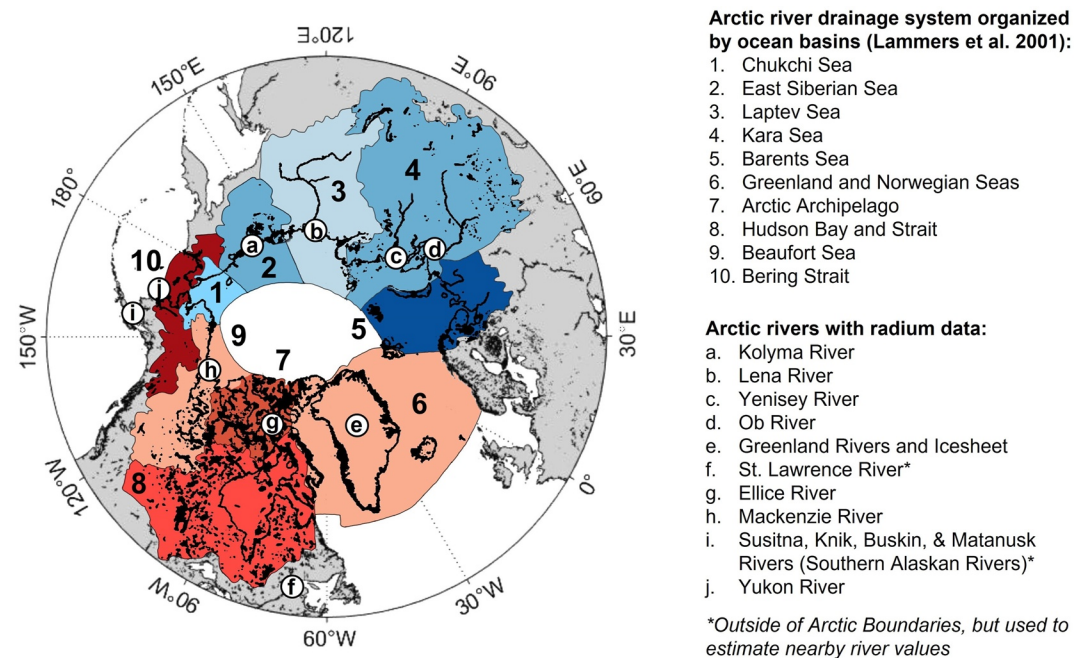 120°E
150°E
90°E
180°
60°E
150°W
30°E
120°W
0°
90°W
30°W
60°W
10
1
2
3
4
5
6
7
8
9
a
b
c
d
e
f
g
h
i
j
Arctic river drainage system organized
by ocean basins (Lammers et al. 2001):
1. Chukchi Sea
2. East Siberian Sea
3. Laptev Sea
4. Kara Sea
5. Barents Sea
6. Greenland and Norwegian Seas
7. Arctic Archipelago
8. Hudson Bay and Strait
9. Beaufort Sea
10. Bering Strait
Arctic rivers with radium data:
a. Kolyma River
b. Lena River
c. Yenisey River
d. Ob River
e. Greenland Rivers and Icesheet
f. St. Lawrence River*
g. Ellice River
h. Mackenzie River
i. Susitna, Knik, Buskin, & Matanusk
Rivers (Southern Alaskan Rivers)*
j. Yukon River
*Outside of Arctic Boundaries, but used to
estimate nearby river values